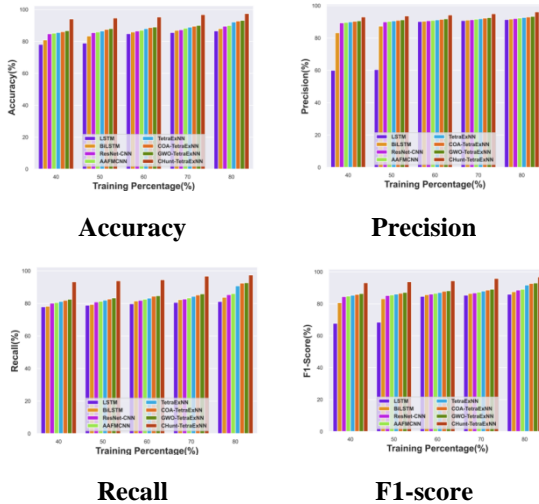 100
80
60
40
20
0
Accuracy(%)
LSTM
BiLSTM
ResNet-CNN
AAFMCNN
TetraExNN
COA-TetraExNN
GWO-TetraExNN
CHunt-TetraExNN
40 50 60 70 80
Training Percentage(%)
Accuracy
100
80
60
40
20
0
Precision(%)
LSTM
BiLSTM
ResNet-CNN
AAFMCNN
TetraExNN
COA-TetraExNN
GWO-TetraExNN
CHunt-TetraExNN
40 50 60 70 80
Training Percentage(%)
Precision
100
80
60
40
20
0
Recall(%)
LSTM
BiLSTM
ResNet-CNN
AAFMCNN
TetraExNN
COA-TetraExNN
GWO-TetraExNN
CHunt-TetraExNN
40 50 60 70 80
Training Percentage(%)
Recall
100
80
60
40
20
0
F1-Score(%)
LSTM
BiLSTM
ResNet-CNN
AAFMCNN
TetraExNN
COA-TetraExNN
GWO-TetraExNN
CHunt-TetraExNN
40 50 60 70 80
Training Percentage(%)
F1-score